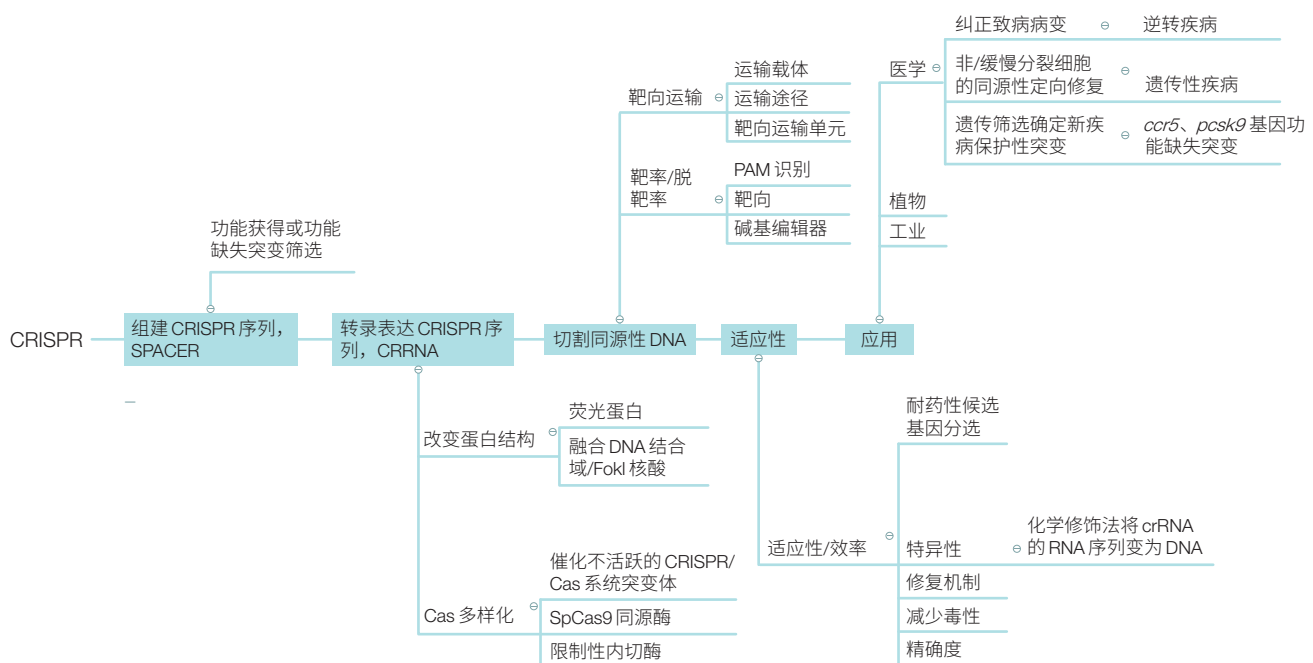 纠正致病病变
逆转疾病
医学
非/缓慢分裂细胞
的同源性定向修复
遗传性疾病
遗传筛选确定新疾
病保护性突变
ccr5、pcsk9 基因功
能缺失突变
植物
工业
运输载体
靶向运输
运输途径
靶向运输单元
靶率/脱
靶率
PAM 识别
靶向
碱基编辑器
功能获得或功能
缺失突变筛选
CRISPR
组建 CRISPR 序列，
SPACER
转录表达 CRISPR 序
列，CRRNA
切割同源性 DNA
适应性
应用
荧光蛋白
改变蛋白结构
融合 DNA 结合
域/FokI 核酸
催化不活跃的 CRISPR/
Cas 系统突变体
Cas 多样化
SpCas9 同源酶
限制性内切酶
耐药性候选
基因分选
适应性/效率
特异性
化学修饰法将 crRNA
的 RNA 序列变为 DNA
修复机制
减少毒性
精确度